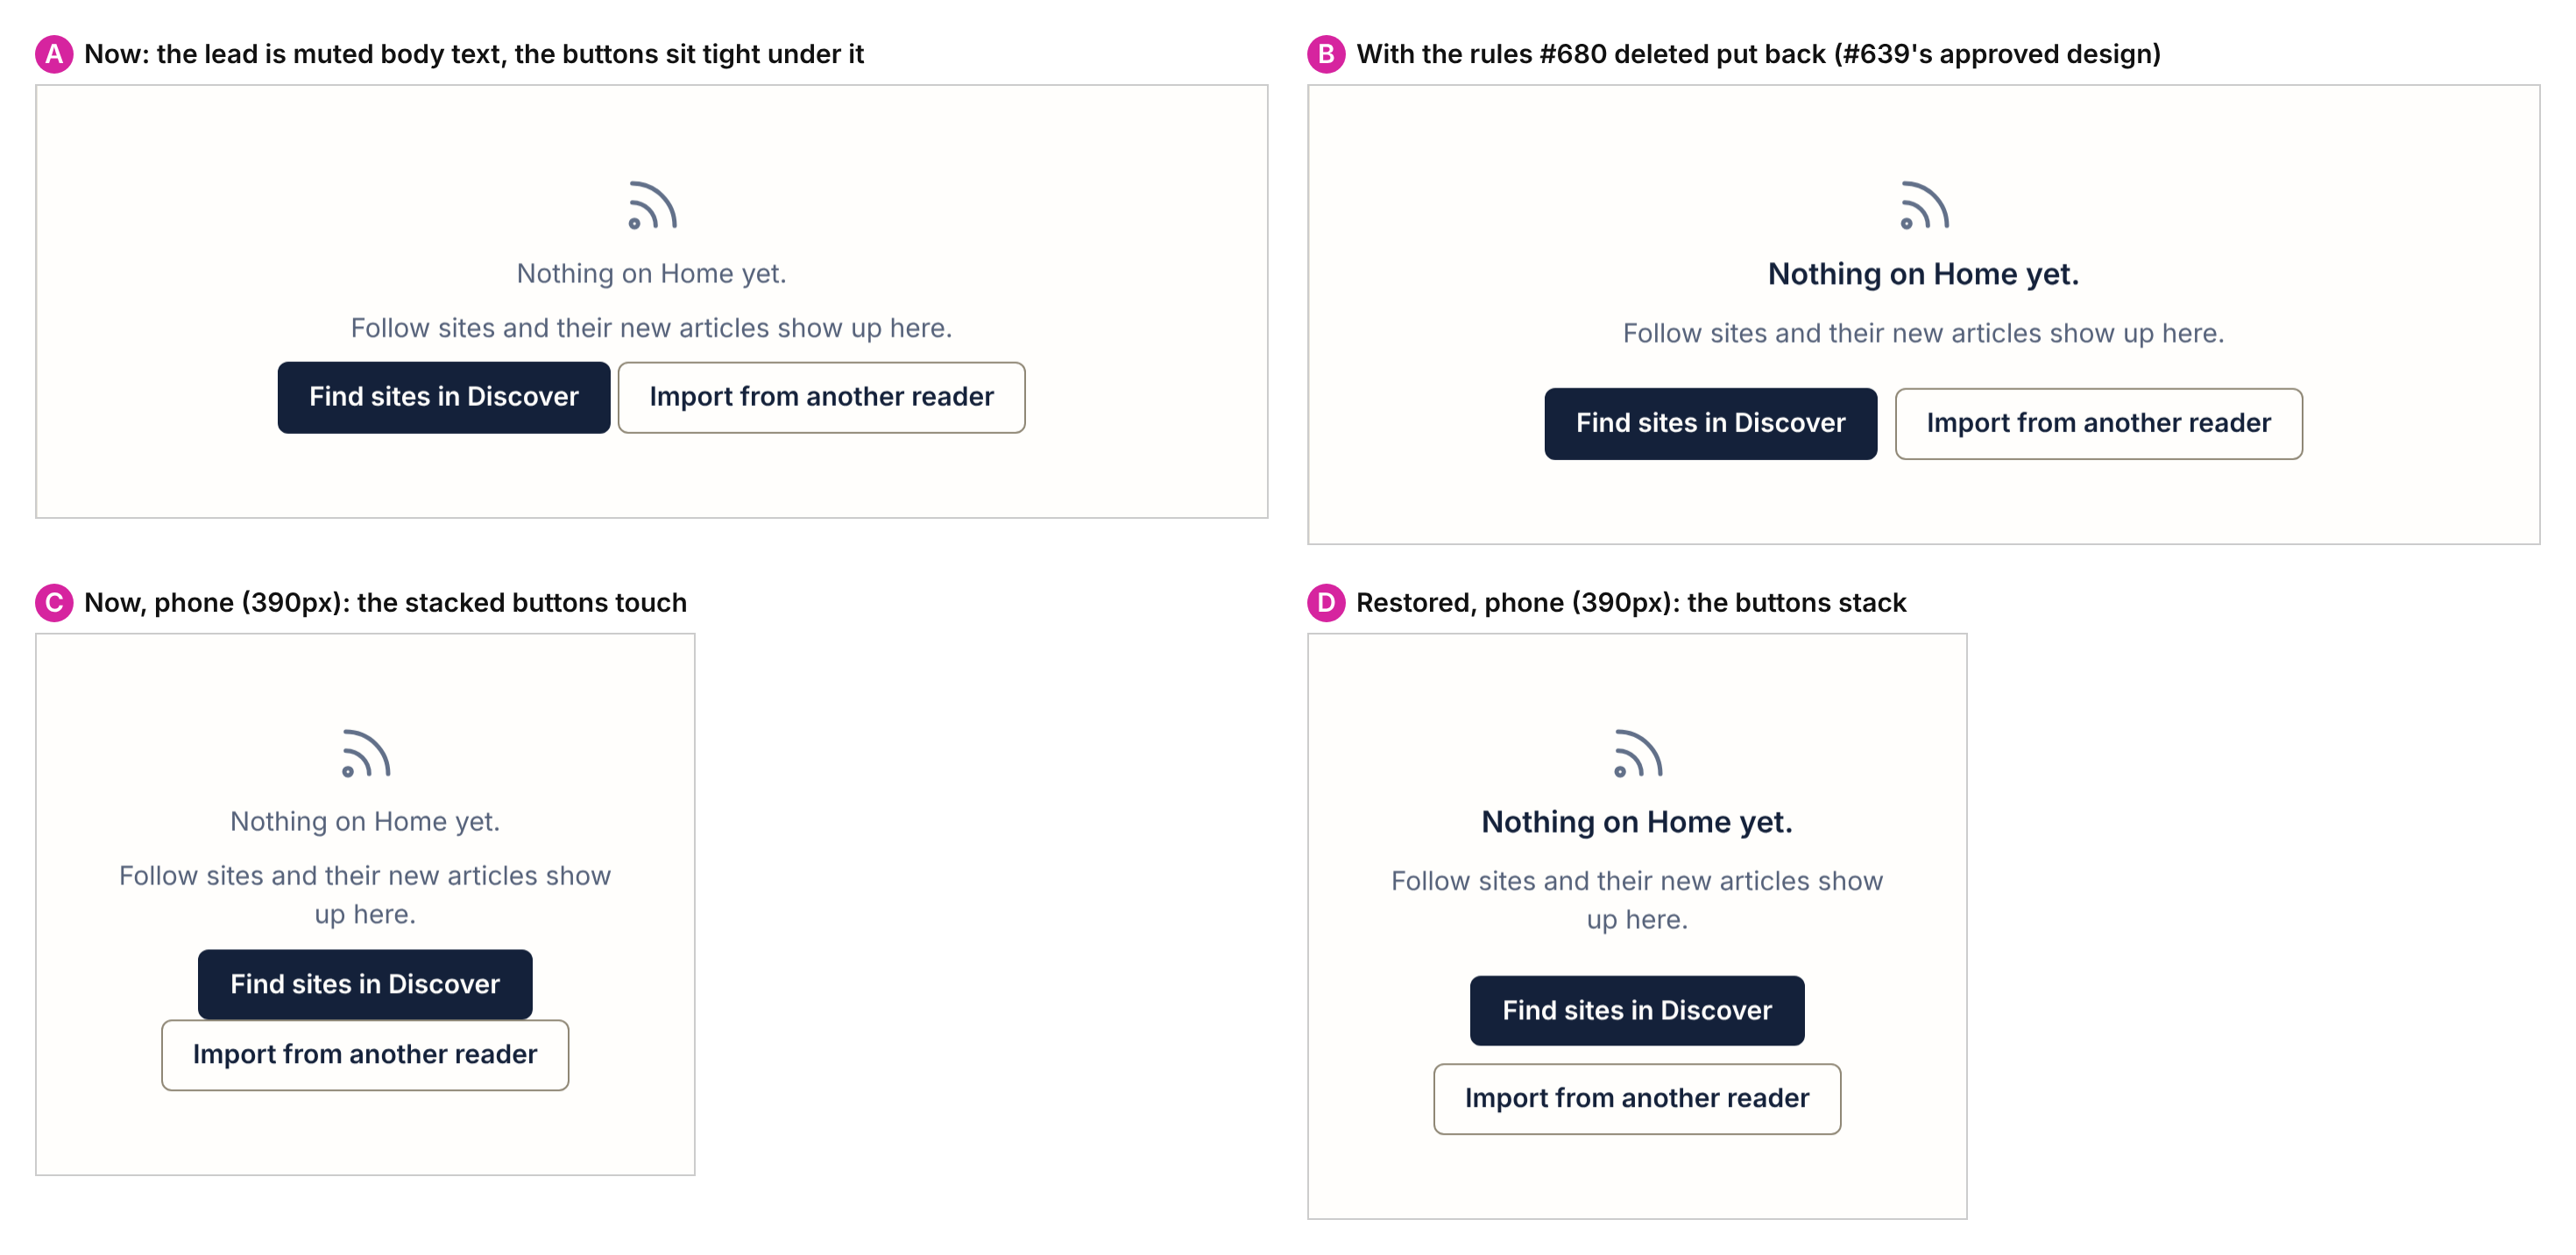 A Now: the lead is muted body text, the buttons sit tight under it
Nothing on Home yet.
Follow sites and their new articles show up here.
Find sites in Discover
Import from another reader
B With the rules #680 deleted put back (#639's approved design)
Nothing on Home yet.
Follow sites and their new articles show up here.
Find sites in Discover
Import from another reader
C Now, phone (390px): the stacked buttons touch
Nothing on Home yet.
Follow sites and their new articles show
up here.
Find sites in Discover
Import from another reader
D Restored, phone (390px): the buttons stack
Nothing on Home yet.
Follow sites and their new articles show
up here.
Find sites in Discover
Import from another reader